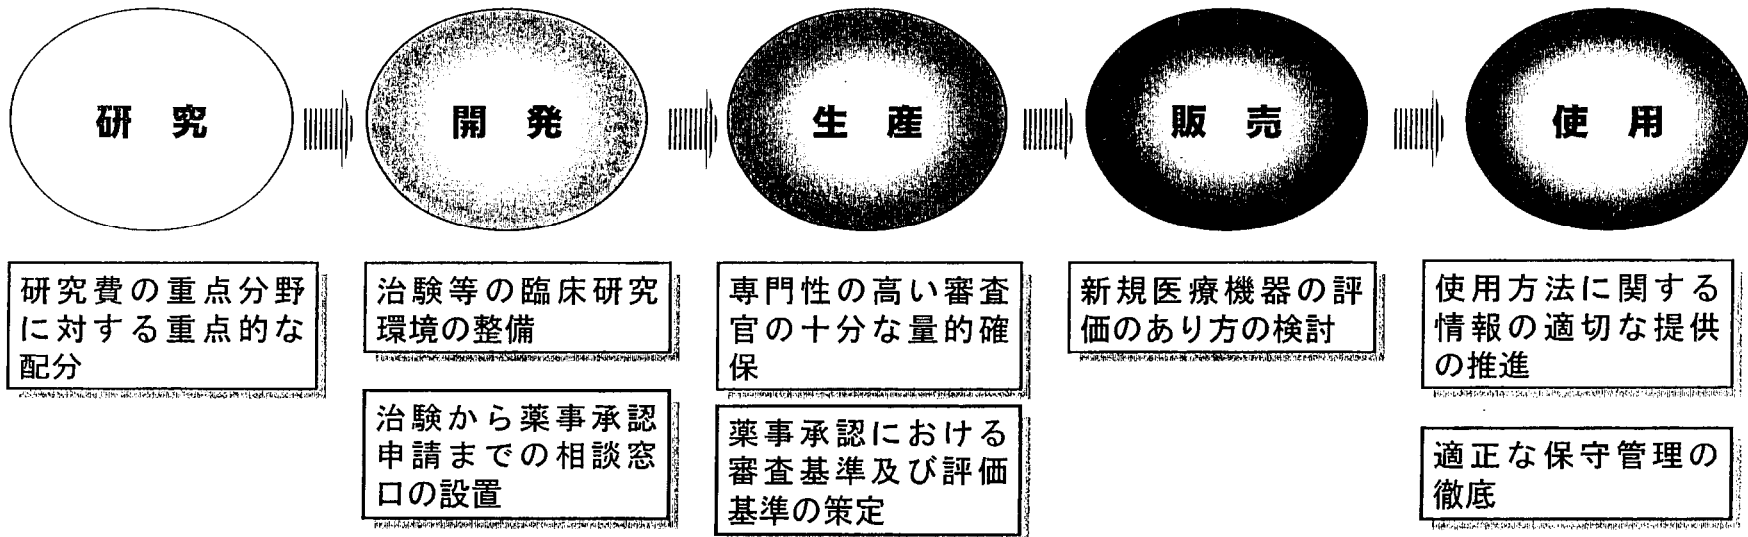 研究
開発
生産
販売
使用
研究費の重点分野
に対する重点的な
配分
治験等の臨床研究
環境の整備
治験から薬事承認
申請までの相談窓
口の設置
専門性の高い審査
官の十分な量的確
保
薬事承認における
審査基準及び評価
基準の策定
新規医療機器の評
価のあり方の検討
使用方法に関する
情報の適切な提供
の推進
適正な保守管理の
徹底